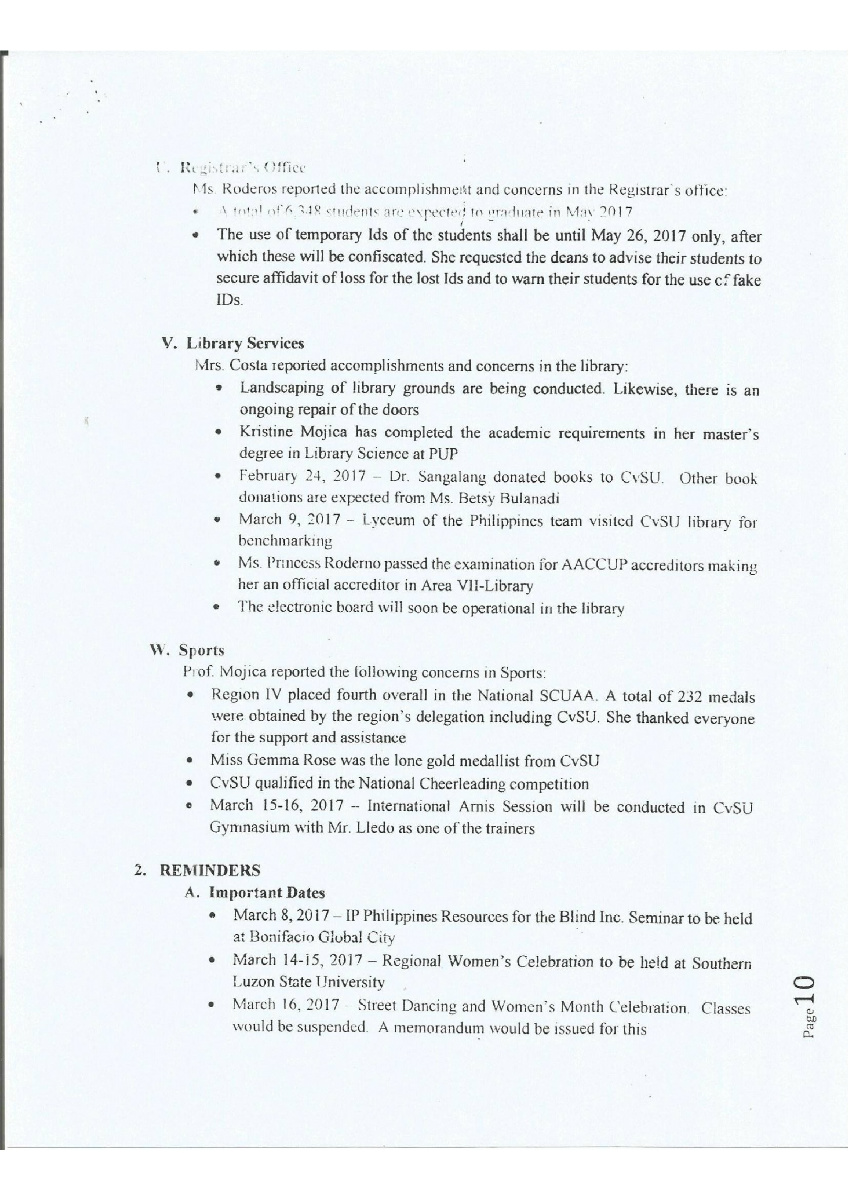 U. Registrar's Office
Ms. Roderos reported the accomplishment and concerns in the Registrar's office:
• A total of 6,348 students are expected to graduate in May 2017
• The use of temporary Ids of the students shall be until May 26, 2017 only, after
which these will be confiscated. She requested the deans to advise their students to
secure affidavit of loss for the lost Ids and to warn their students for the use of fake
IDs.
V. Library Services
Mrs. Costa reported accomplishments and concerns in the library:
• Landscaping of library grounds are being conducted. Likewise, there is an
ongoing repair of the doors
• Kristine Mojica has completed the academic requirements in her master's
degree in Library Science at PUP
• February 24, 2017 – Dr. Sangalang donated books to CvSU. Other book
donations are expected from Ms. Betsy Bulanadi
• March 9, 2017 – Lyceum of the Philippines team visited CvSU library for
benchmarking
• Ms. Princess Roderno passed the examination for AACCUP accreditors making
her an official accreditor in Area VII-Library
• The electronic board will soon be operational in the library
W. Sports
Prof. Mojica reported the following concerns in Sports:
• Region IV placed fourth overall in the National SCUAA. A total of 232 medals
were obtained by the region's delegation including CvSU. She thanked everyone
for the support and assistance
• Miss Gemma Rose was the lone gold medallist from CvSU
• CvSU qualified in the National Cheerleading competition
• March 15-16, 2017 – International Arnis Session will be conducted in CvSU
Gymnasium with Mr. Lledo as one of the trainers
2. REMINDERS
A. Important Dates
• March 8, 2017 – IP Philippines Resources for the Blind Inc. Seminar to be held
at Bonifacio Global City
• March 14-15, 2017 – Regional Women's Celebration to be held at Southern
Luzon State University
• March 16, 2017 – Street Dancing and Women's Month Celebration. Classes
would be suspended. A memorandum would be issued for this
Page 10